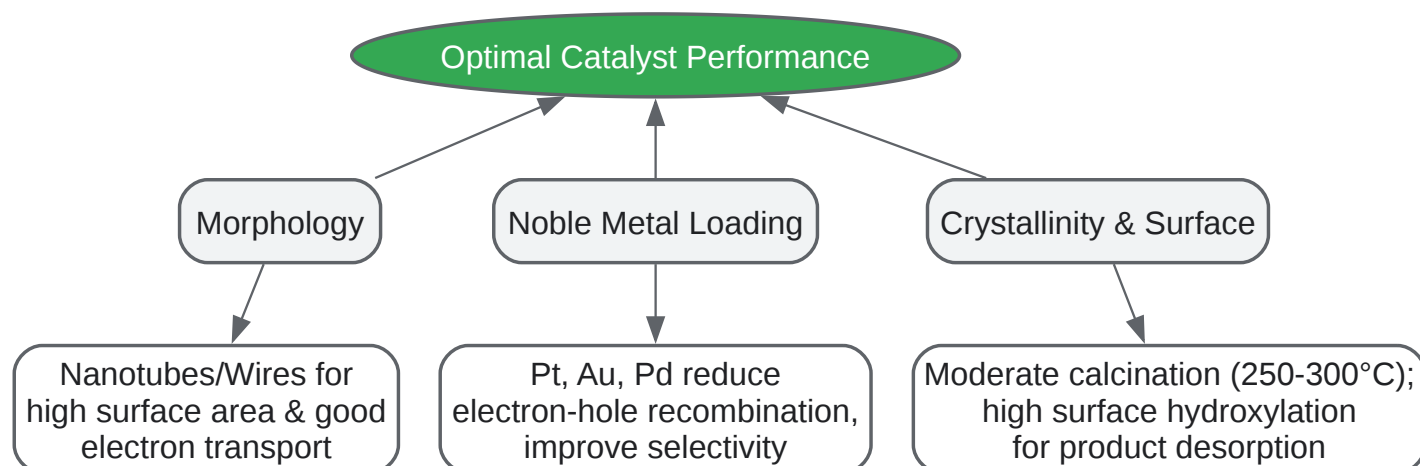 Optimal Catalyst Performance
Morphology
Noble Metal Loading
Crystallinity & Surface
Nanotubes/Wires for
high surface area & good
electron transport
Pt, Au, Pd reduce
electron-hole recombination,
improve selectivity
Moderate calcination (250-300°C);
high surface hydroxylation
for product desorption